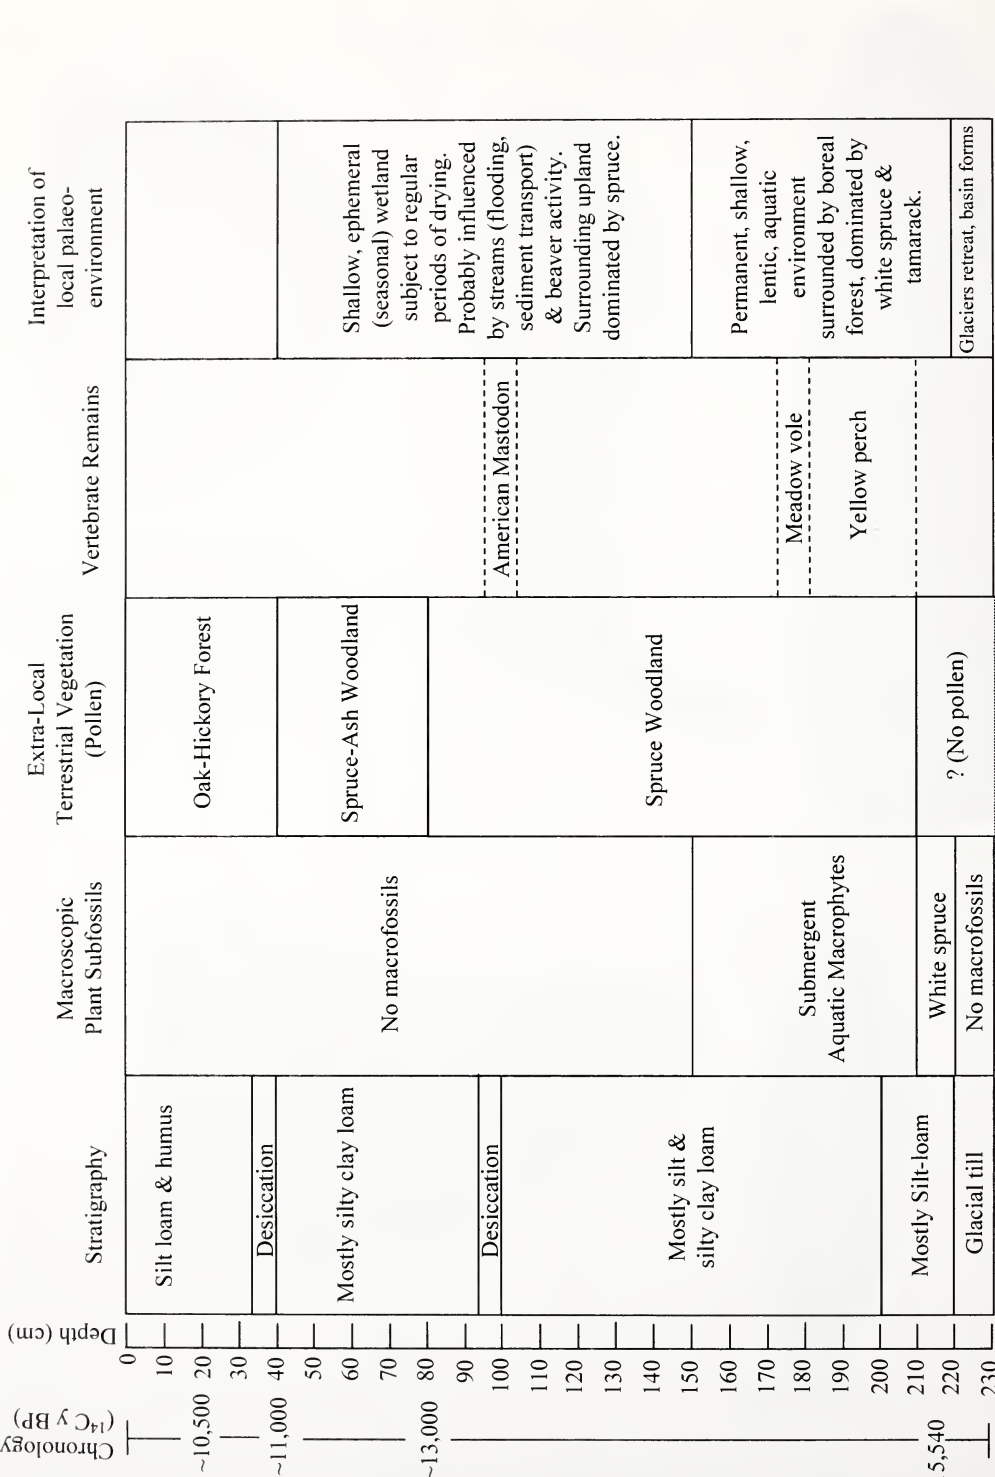 Chronology
(¹⁴C y BP)
~10,500
~11,000
~13,000
5,540
Depth (cm)
0
10
20
30
40
50
60
70
80
90
100
110
120
130
140
150
160
170
180
190
200
210
220
230
Stratigraphy
Silt loam & humus
Desiccation
Mostly silty clay loam
Desiccation
Mostly silt &
silty clay loam
Mostly Silt-loam
Glacial till
Macroscopic
Plant Subfossils
No macrofossils
Submergent
Aquatic Macrophytes
White spruce
No macrofossils
Extra-Local
Terrestrial Vegetation
(Pollen)
Oak-Hickory Forest
Spruce-Ash Woodland
Spruce Woodland
? (No pollen)
Vertebrate Remains
American Mastodon
Meadow vole
Yellow perch
Interpretation of
local palaeo-
environment
Shallow, ephemeral
(seasonal) wetland
subject to regular
periods of drying.
Probably influenced
by streams (flooding,
sediment transport)
& beaver activity.
Surrounding upland
dominated by spruce.
Permanent, shallow,
lentic, aquatic
environment
surrounded by boreal
forest, dominated by
white spruce &
tamarack.
Glaciers retreat, basin forms